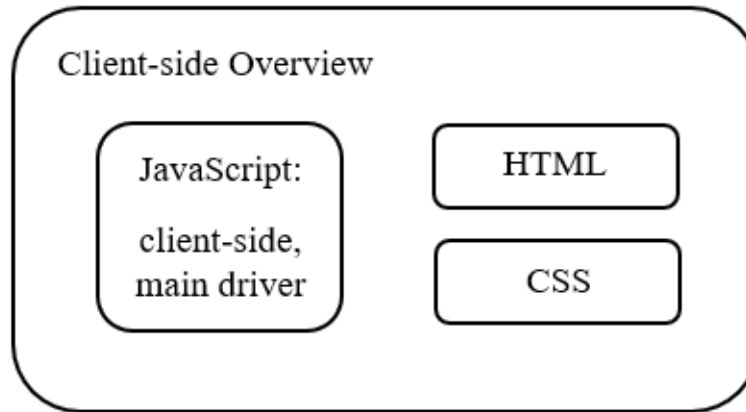 Client-side Overview
JavaScript:
client-side,
main driver
HTML
CSS